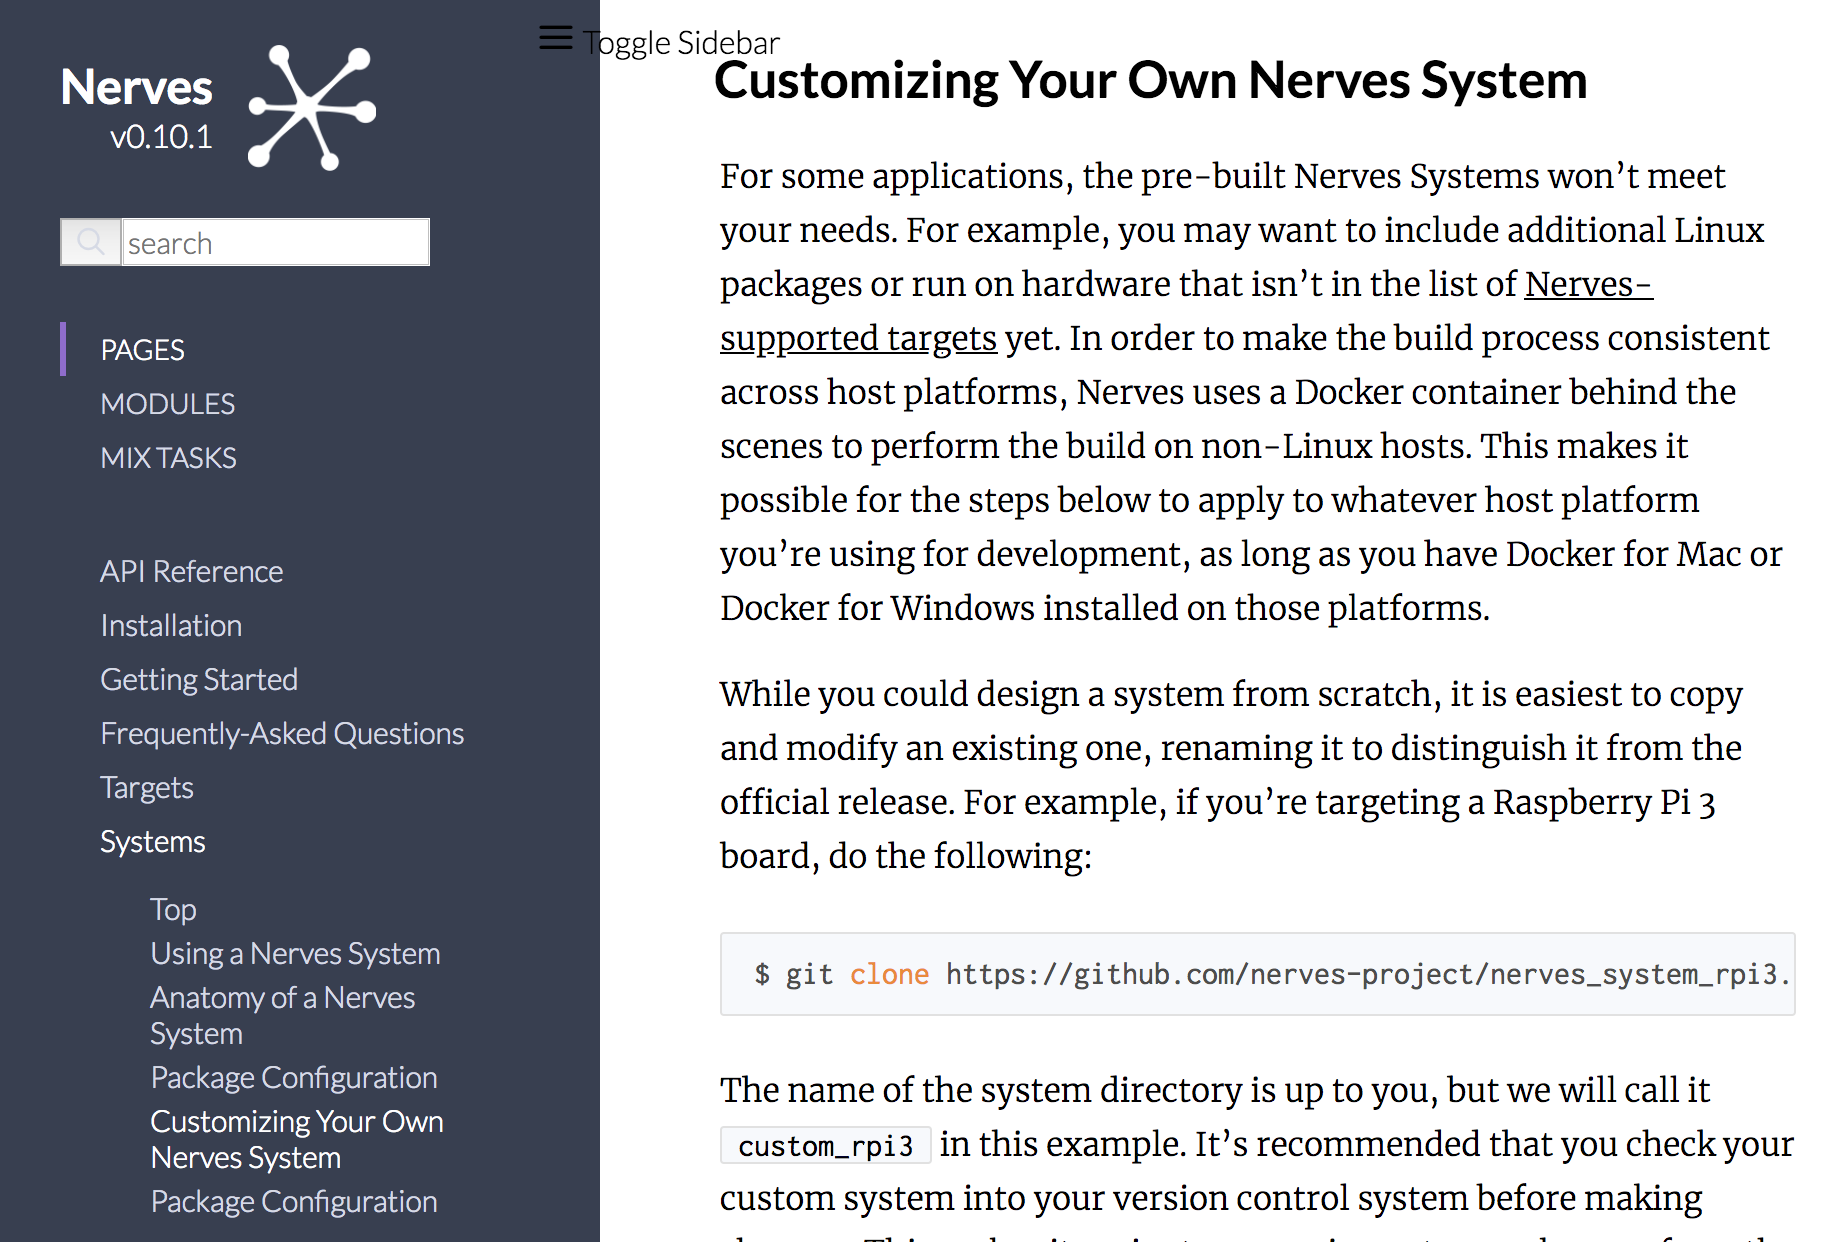 Nerves
v0.10.1
search
PAGES
MODULES
MIX TASKS
API Reference
Installation
Getting Started
Frequently-Asked Questions
Targets
Systems
Top
Using a Nerves System
Anatomy of a Nerves
System
Package Configuration
Customizing Your Own
Nerves System
Package Configuration
Toggle Sidebar
Customizing Your Own Nerves System
For some applications, the pre-built Nerves Systems won’t meet
your needs. For example, you may want to include additional Linux
packages or run on hardware that isn’t in the list of Nerves-
supported targets yet. In order to make the build process consistent
across host platforms, Nerves uses a Docker container behind the
scenes to perform the build on non-Linux hosts. This makes it
possible for the steps below to apply to whatever host platform
you’re using for development, as long as you have Docker for Mac or
Docker for Windows installed on those platforms.
While you could design a system from scratch, it is easiest to copy
and modify an existing one, renaming it to distinguish it from the
official release. For example, if you’re targeting a Raspberry Pi 3
board, do the following:
$ git clone https://github.com/nerves-project/nerves_system_rpi3.
The name of the system directory is up to you, but we will call it
custom_rpi3 in this example. It’s recommended that you check your
custom system into your version control system before making